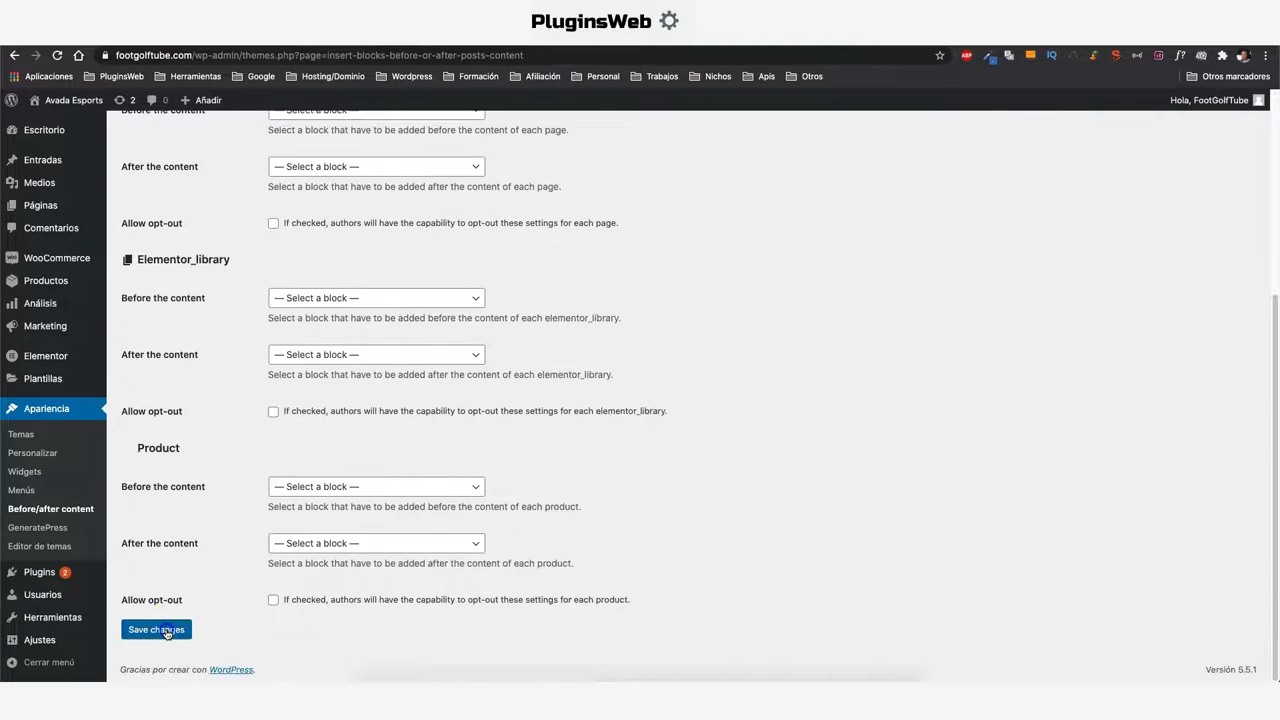 PluginsWeb
footgolftube.com/wp-admin/themes.php?page=insert-blocks-before-or-after-posts-content
Aplicaciones PluginsWeb Herramientas Google Hosting/Dominio Wordpress Formación Afiliación Personal Trabajos Nichos Apis Otros Otros marcadores
Avada Esports 2 0 Añadir Hola, FootGolfTube
Escritorio
Entradas
Medios
Páginas
Comentarios
WooCommerce
Productos
Análisis
Marketing
Elementor
Plantillas
Apariencia
Temas
Personalizar
Widgets
Menús
Before/after content
GeneratePress
Editor de temas
Plugins 2
Usuarios
Herramientas
Ajustes
Cerrar menú
Before the content — Select a block —
Select a block that have to be added before the content of each page.
After the content — Select a block —
Select a block that have to be added after the content of each page.
Allow opt-out If checked, authors will have the capability to opt-out these settings for each page.
Elementor_library
Before the content — Select a block —
Select a block that have to be added before the content of each elementor_library.
After the content — Select a block —
Select a block that have to be added after the content of each elementor_library.
Allow opt-out If checked, authors will have the capability to opt-out these settings for each elementor_library.
Product
Before the content — Select a block —
Select a block that have to be added before the content of each product.
After the content — Select a block —
Select a block that have to be added after the content of each product.
Allow opt-out If checked, authors will have the capability to opt-out these settings for each product.
Save changes
Gracias por crear con WordPress. Versión 5.5.1